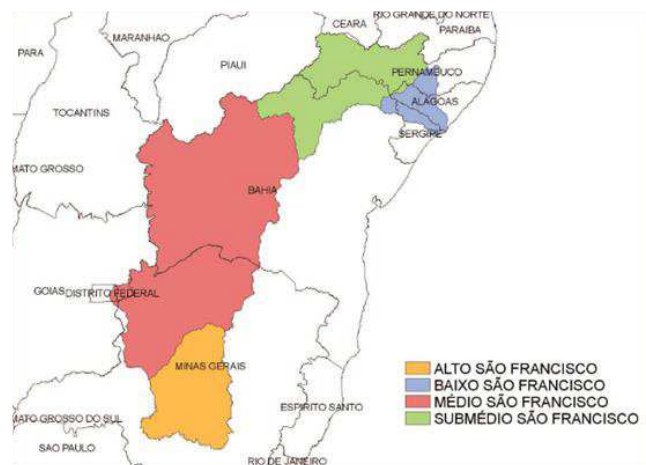 CEARA
RIO GRANDE DO NORTE
MARANHAO
PARAIBA
PARA
PIAUI
PERNAMBUCO
TOCANTINS
ALAGOAS
SERGIPE
MATO GROSSO
BAHIA
GOIAS
DISTRITO FEDERAL
MINAS GERAIS
ALTO SÃO FRANCISCO
BAIXO SÃO FRANCISCO
MÉDIO SÃO FRANCISCO
SUBMÉDIO SÃO FRANCISCO
ESPIRITO SANTO
MATO GROSSO DO SUL
SAO PAULO
RIO DE JANEIRO